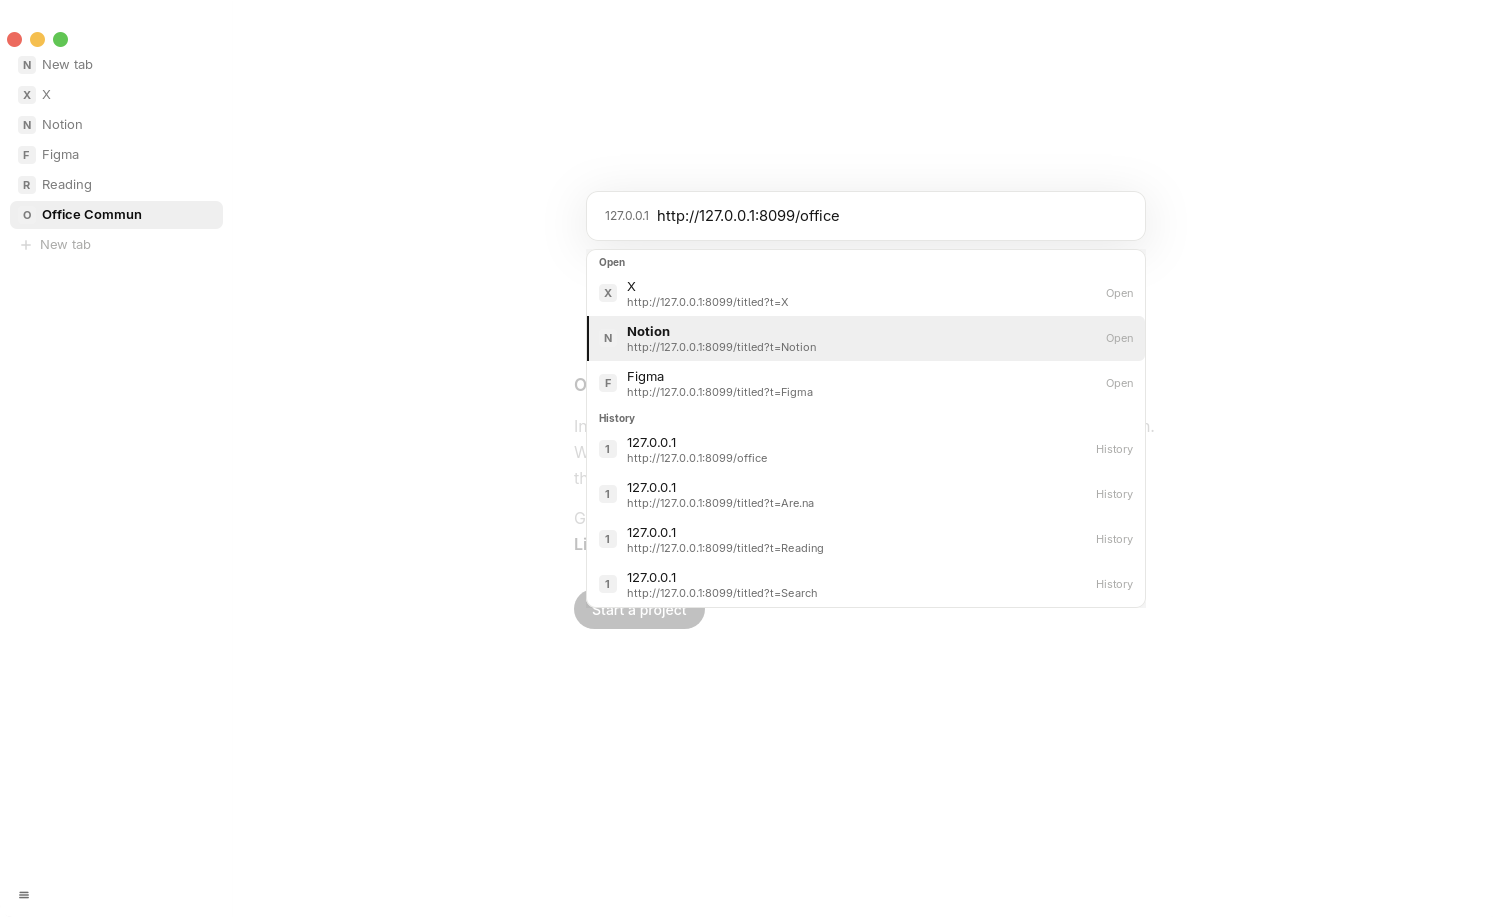 N New tab
X X
N Notion
F Figma
R Reading
O Office Commun
+ New tab
127.0.0.1 http://127.0.0.1:8099/office
Open
X X Open
http://127.0.0.1:8099/titled?t=X
N Notion Open
http://127.0.0.1:8099/titled?t=Notion
F Figma Open
http://127.0.0.1:8099/titled?t=Figma
History
1 127.0.0.1 History
http://127.0.0.1:8099/office
1 127.0.0.1 History
http://127.0.0.1:8099/titled?t=Are.na
1 127.0.0.1 History
http://127.0.0.1:8099/titled?t=Reading
1 127.0.0.1 History
http://127.0.0.1:8099/titled?t=Search
Start a project